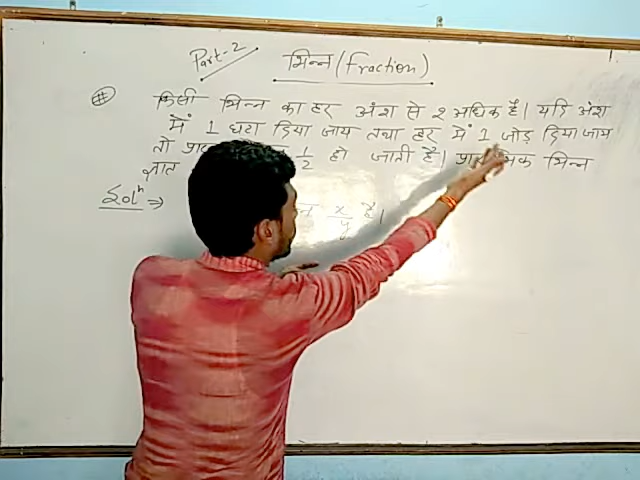 Part-2
भिन्न (fraction)
# किसी भिन्न का हर अंश से 2 अधिक है। यदि अंश
में 1 घटा दिया जाय तथा हर में 1 जोड़ दिया जाय
तो 1/2 हो जाती है। भिन्न
ज्ञात
Solⁿ ⇒ x/y है।